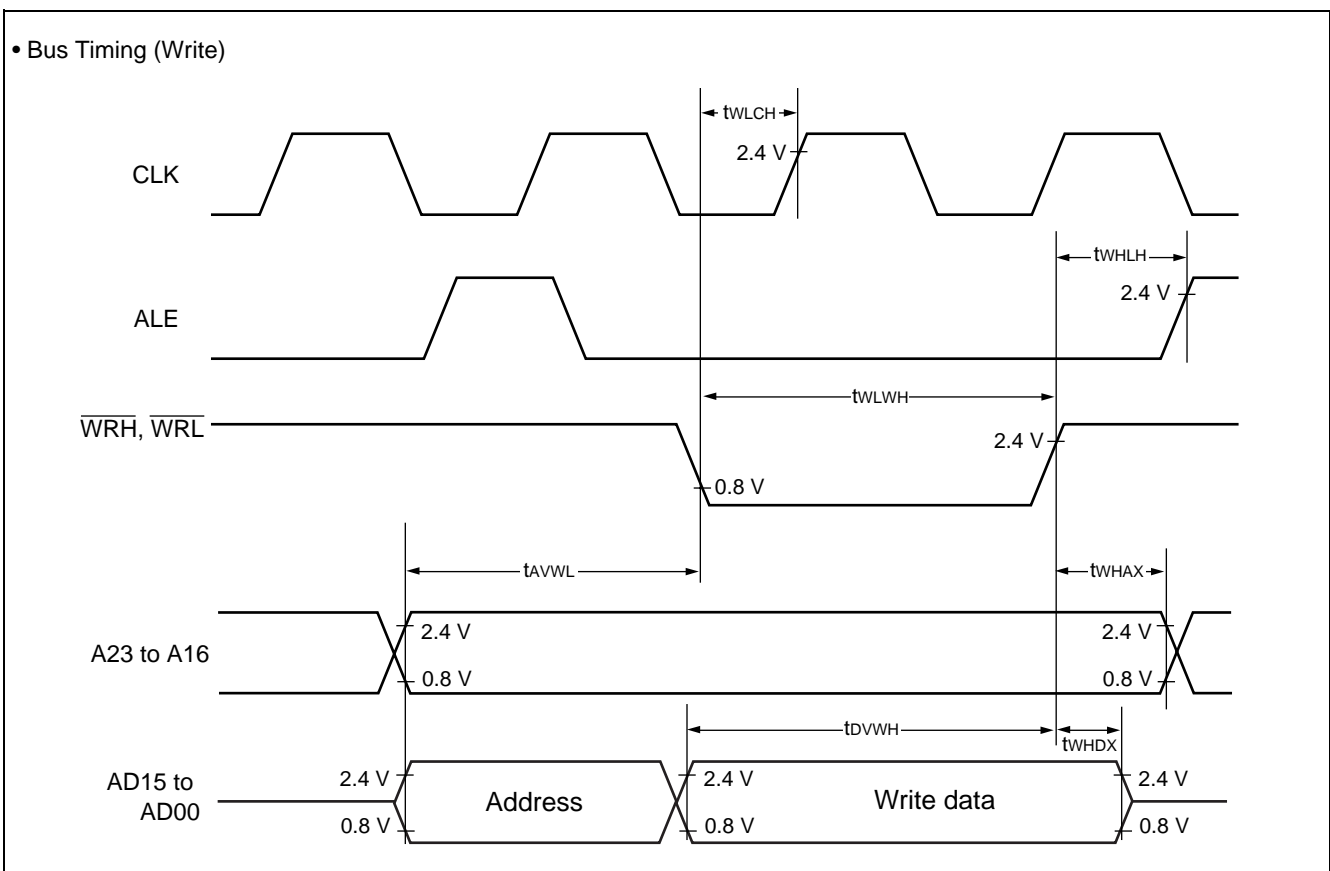 • Bus Timing (Write)
tWLCH
2.4 V
CLK
tWHLH
2.4 V
ALE
tWLWH
WRH, WRL
2.4 V
0.8 V
tAVWL
tWHAX
2.4 V
2.4 V
A23 to A16
0.8 V
0.8 V
tDVWH
tWHDX
AD15 to
AD00
2.4 V
2.4 V
2.4 V
Address
Write data
0.8 V
0.8 V
0.8 V